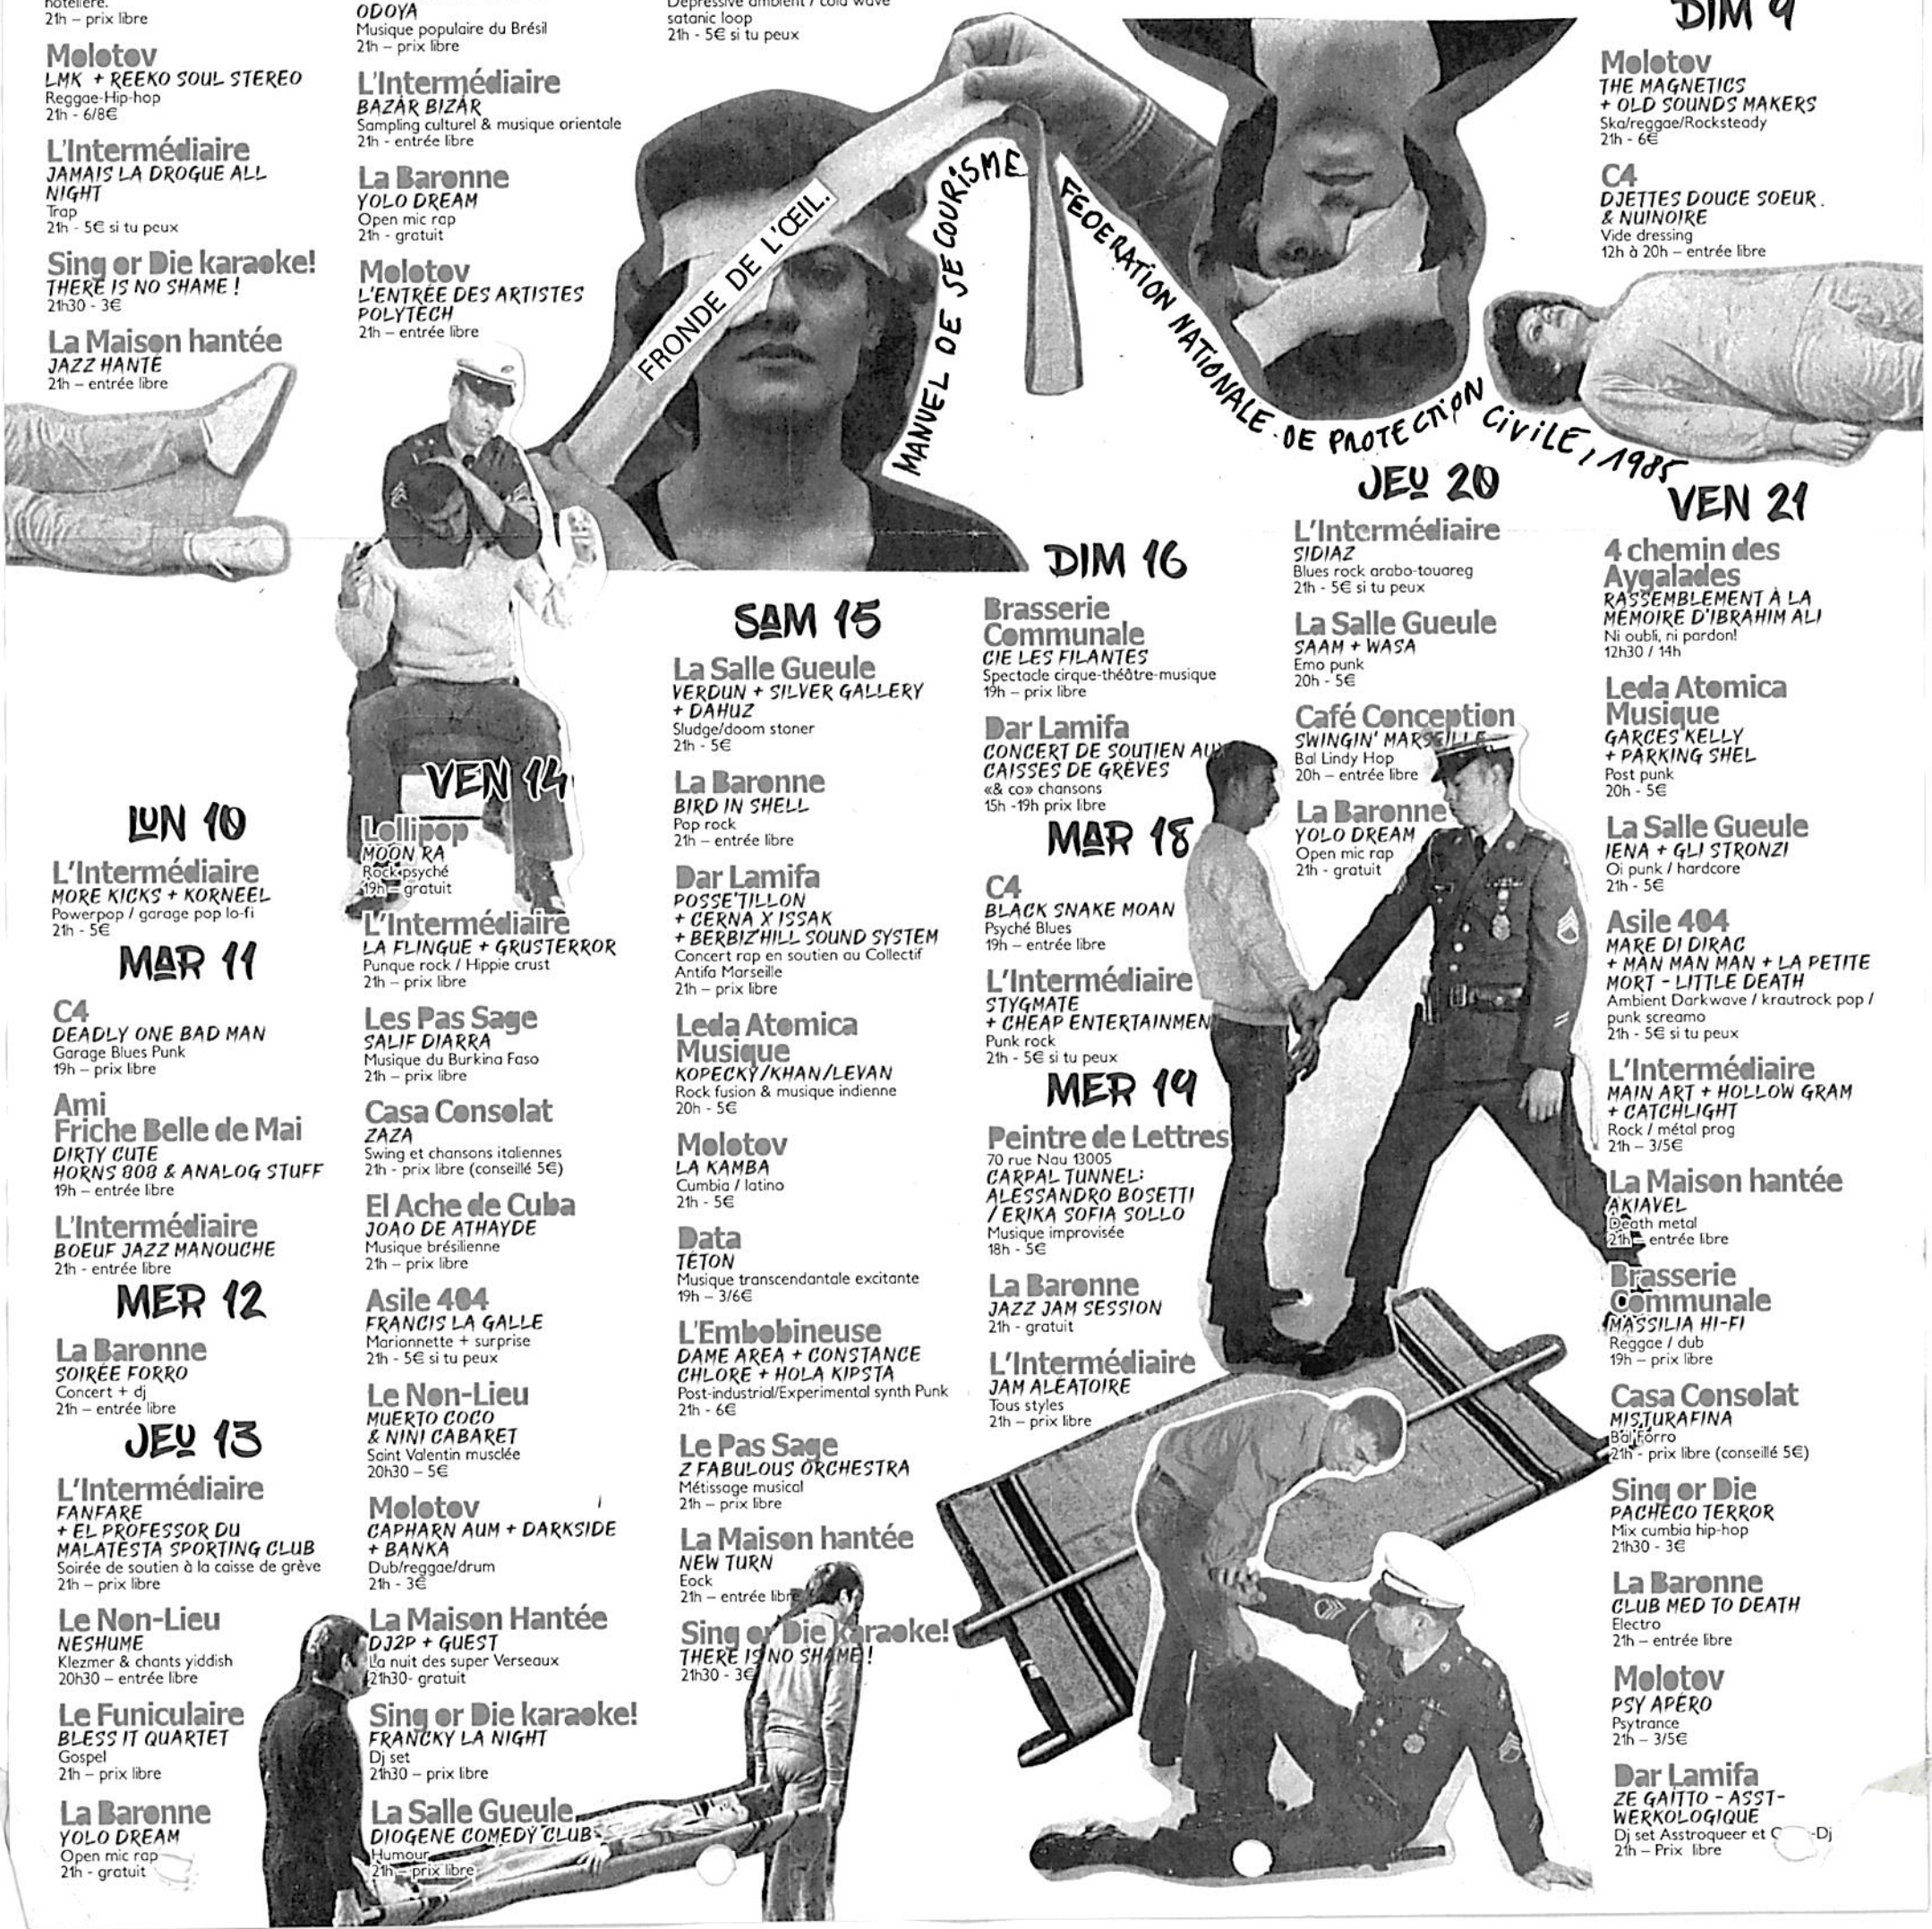 hôtelière.
21h – prix libre
Molotov
LMK + REEKO SOUL STEREO
Reggae-Hip-hop
21h - 6/8€
L'Intermédiaire
JAMAIS LA DROGUE ALL
NIGHT
Trap
21h - 5€ si tu peux
Sing or Die karaoke!
THERE IS NO SHAME !
21h30 - 3€
La Maison hantée
JAZZ HANTÉ
21h – entrée libre
ODOYA
Musique populaire du Brésil
21h – prix libre
L'Intermédiaire
BAZAR BIZAR
Sampling culturel & musique orientale
21h - entrée libre
La Baronne
YOLO DREAM
Open mic rap
21h - gratuit
Molotov
L'ENTRÉE DES ARTISTES
POLYTECH
21h – entrée libre
Depressive ambient / cold wave
satanic loop
21h - 5€ si tu peux
FRONDE DE L'ŒIL.
MANUEL DE SECOURISME
FÉDÉRATION NATIONALE DE PROTECTION CIVILE, 1985
DIM 9
Molotov
THE MAGNETICS
+ OLD SOUNDS MAKERS
Ska/reggae/Rocksteady
21h - 6€
C4
DJETTES DOUCE SOEUR.
& NUINOIRE
Vide dressing
12h à 20h – entrée libre
LUN 10
L'Intermédiaire
MORE KICKS + KORNEEL
Powerpop / garage pop lo-fi
21h - 5€
MAR 11
C4
DEADLY ONE BAD MAN
Garage Blues Punk
19h – prix libre
Ami
Friche Belle de Mai
DIRTY CUTE
HORNS 808 & ANALOG STUFF
19h – entrée libre
L'Intermédiaire
BOEUF JAZZ MANOUCHE
21h - entrée libre
MER 12
La Baronne
SOIRÉE FORRO
Concert + dj
21h – entrée libre
JEU 13
L'Intermédiaire
FANFARE
+ EL PROFESSOR DU
MALATESTA SPORTING CLUB
Soirée de soutien à la caisse de grève
21h – prix libre
Le Non-Lieu
NESHUME
Klezmer & chants yiddish
20h30 – entrée libre
Le Funiculaire
BLESS IT QUARTET
Gospel
21h – prix libre
La Baronne
YOLO DREAM
Open mic rap
21h - gratuit
VEN 14
Lollipop
MOON RA
Rock psyché
19h – gratuit
L'Intermédiaire
LA FLINGUE + GRUSTERROR
Punque rock / Hippie crust
21h – prix libre
Les Pas Sage
SALIF DIARRA
Musique du Burkina Faso
21h – prix libre
Casa Consolat
ZAZA
Swing et chansons italiennes
21h - prix libre (conseillé 5€)
El Ache de Cuba
JOAO DE ATHAYDE
Musique brésilienne
21h – prix libre
Asile 404
FRANCIS LA GALLE
Marionnette + surprise
21h - 5€ si tu peux
Le Non-Lieu
MUERTO COCO
& NINI CABARET
Saint Valentin musclée
20h30 – 5€
Molotov
CAPHARN AUM + DARKSIDE
+ BANKA
Dub/reggae/drum
21h - 3€
La Maison Hantée
DJ2P + GUEST
La nuit des super Verseaux
21h30- gratuit
Sing or Die karaoke!
FRANCKY LA NIGHT
Dj set
21h30 – prix libre
La Salle Gueule
DIOGENE COMEDY CLUB
Humour
21h – prix libre
SAM 15
La Salle Gueule
VERDUN + SILVER GALLERY
+ DAHUZ
Sludge/doom stoner
21h - 5€
La Baronne
BIRD IN SHELL
Pop rock
21h – entrée libre
Dar Lamifa
POSSE'TILLON
+ CERNA X ISSAK
+ BERBIZ'HILL SOUND SYSTEM
Concert rap en soutien au Collectif
Antifa Marseille
21h – prix libre
Leda Atomica
Musique
KOPECKY/KHAN/LEVAN
Rock fusion & musique indienne
20h - 5€
Molotov
LA KAMBA
Cumbia / latino
21h - 5€
Data
TÉTON
Musique transcendantale excitante
19h – 3/6€
L'Embobineuse
DAME AREA + CONSTANCE
CHLORE + HOLA KIPSTA
Post-industrial/Experimental synth Punk
21h - 6€
Le Pas Sage
Z FABULOUS ORCHESTRA
Métissage musical
21h – prix libre
La Maison hantée
NEW TURN
Eock
21h – entrée libre
Sing or Die karaoke!
THERE IS NO SHAME !
21h30 - 3€
DIM 16
Brasserie
Communale
CIE LES FILANTES
Spectacle cirque-théâtre-musique
19h – prix libre
Dar Lamifa
CONCERT DE SOUTIEN AUX
CAISSES DE GRÈVES
«& co» chansons
15h -19h prix libre
MAR 18
C4
BLACK SNAKE MOAN
Psyché Blues
19h – entrée libre
L'Intermédiaire
STYGMATE
+ CHEAP ENTERTAINMEN
Punk rock
21h - 5€ si tu peux
MER 19
Peintre de Lettres
70 rue Nau 13005
CARPAL TUNNEL:
ALESSANDRO BOSETTI
/ ERIKA SOFIA SOLLO
Musique improvisée
18h - 5€
La Baronne
JAZZ JAM SESSION
21h - gratuit
L'Intermédiaire
JAM ALÉATOIRE
Tous styles
21h – prix libre
JEU 20
L'Intermédiaire
SIDIAZ
Blues rock arabo-touareg
21h - 5€ si tu peux
La Salle Gueule
SAAM + WASA
Emo punk
20h - 5€
Café Conception
SWINGIN' MARSEILLE
Bal Lindy Hop
20h – entrée libre
La Baronne
YOLO DREAM
Open mic rap
21h - gratuit
VEN 21
4 chemin des
Aygalades
RASSEMBLEMENT À LA
MÉMOIRE D'IBRAHIM ALI
Ni oubli, ni pardon!
12h30 / 14h
Leda Atomica
Musique
GARCES KELLY
+ PARKING SHEL
Post punk
20h - 5€
La Salle Gueule
IENA + GLI STRONZI
Oi punk / hardcore
21h - 5€
Asile 404
MARE DI DIRAC
+ MAN MAN MAN + LA PETITE
MORT - LITTLE DEATH
Ambient Darkwave / krautrock pop /
punk screamo
21h - 5€ si tu peux
L'Intermédiaire
MAIN ART + HOLLOW GRAM
+ CATCHLIGHT
Rock / métal prog
21h – 3/5€
La Maison hantée
AKIAVEL
Death metal
21h – entrée libre
Brasserie
Communale
MASSILIA HI-FI
Reggae / dub
19h – prix libre
Casa Consolat
MISTURAFINA
Bal Forro
21h - prix libre (conseillé 5€)
Sing or Die
PACHECO TERROR
Mix cumbia hip-hop
21h30 - 3€
La Baronne
CLUB MED TO DEATH
Electro
21h – entrée libre
Molotov
PSY APÉRO
Psytrance
21h – 3/5€
Dar Lamifa
ZE GAITTO - ASST-
WERKOLOGIQUE
Dj set Asstroqueer et -Dj
21h – Prix libre